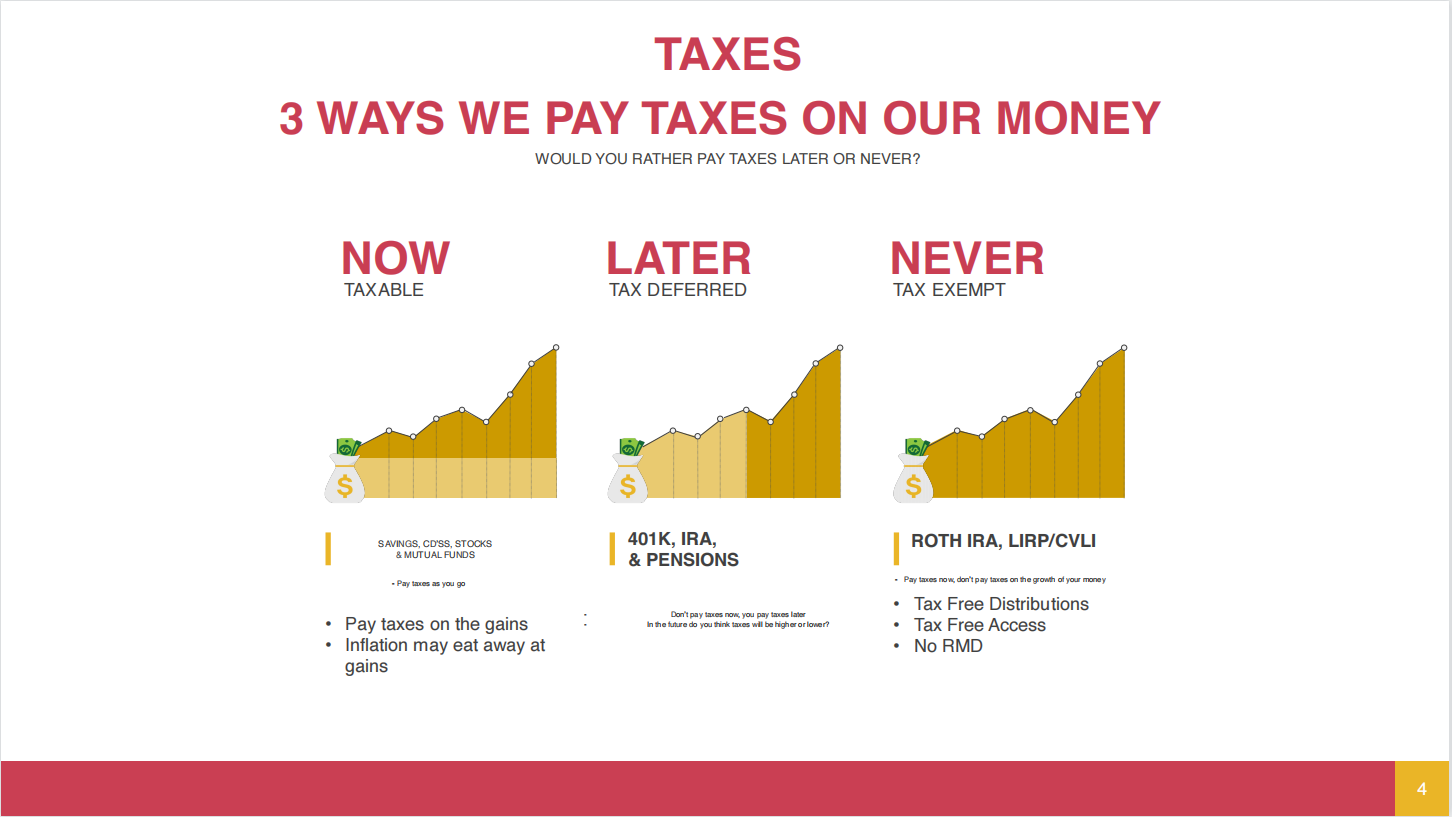 TAXES
3 WAYS WE PAY TAXES ON OUR MONEY
WOULD YOU RATHER PAY TAXES LATER OR NEVER?
NOW
TAXABLE
LATER
TAX DEFERRED
NEVER
TAX EXEMPT
$
$
$
SAVINGS, CD'SS, STOCKS
& MUTUAL FUNDS
- Pay taxes as you go
• Pay taxes on the gains
• Inflation may eat away at
gains
401K, IRA,
& PENSIONS
- Don't pay taxes now, you pay taxes later
- In the future do you think taxes will be higher or lower?
ROTH IRA, LIRP/CVLI
- Pay taxes now, don't pay taxes on the growth of your money
• Tax Free Distributions
• Tax Free Access
• No RMD
4